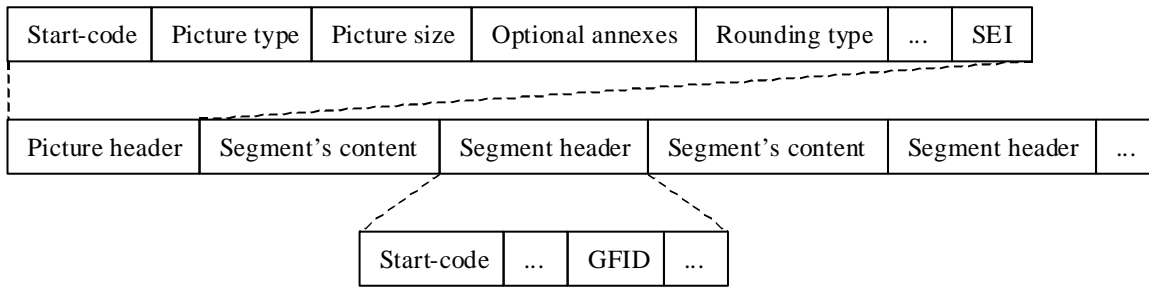 Start-code Picture type Picture size Optional annexes Rounding type ... SEI
Picture header Segment's content Segment header Segment's content Segment header ...
Start-code ... GFID ...